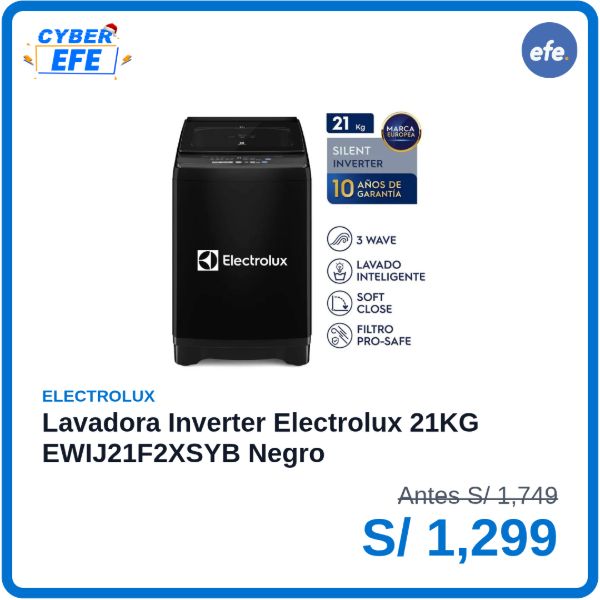 CYBER
EFE
efe.
21 Kg
MARCA
EUROPEA
SILENT
INVERTER
10 AÑOS DE
GARANTÍA
Electrolux
3 WAVE
LAVADO
INTELIGENTE
SOFT
CLOSE
FILTRO
PRO-SAFE
ELECTROLUX
Lavadora Inverter Electrolux 21KG
EWIJ21F2XSYB Negro
Antes S/ 1,749
S/ 1,299